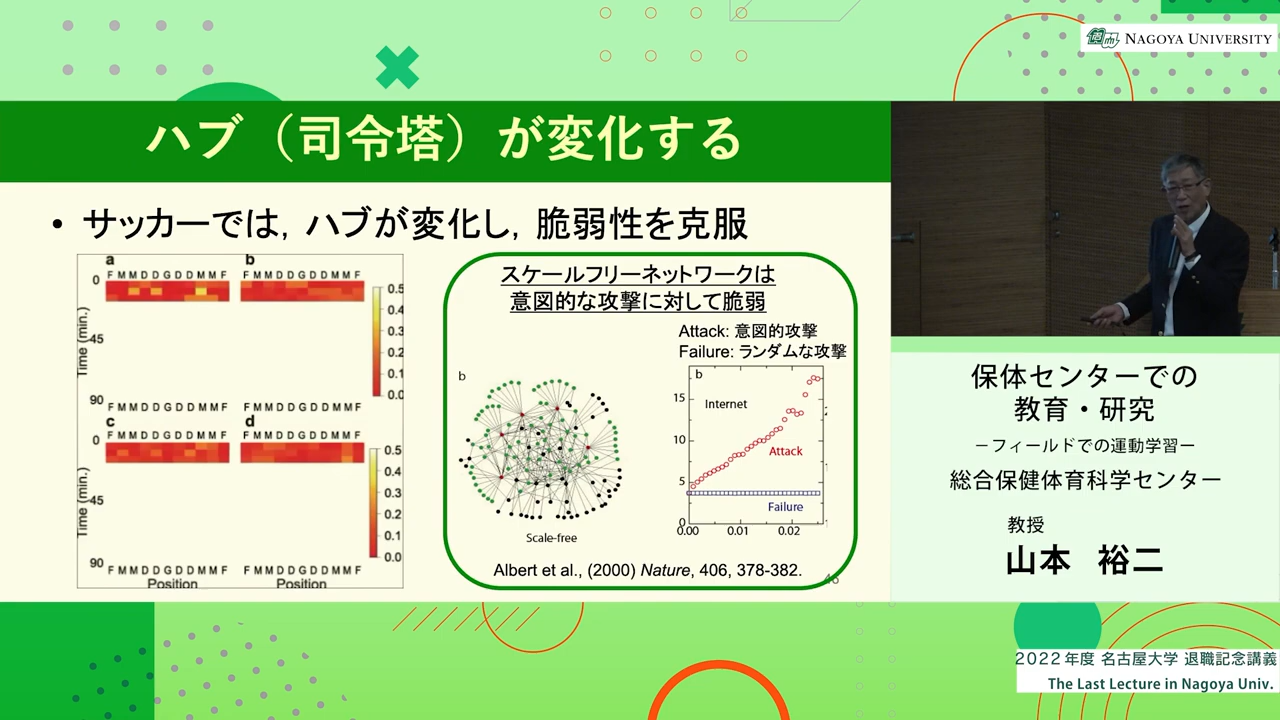 NAGOYA UNIVERSITY
ハブ（司令塔）が変化する
• サッカーでは，ハブが変化し，脆弱性を克服
a
b
F M M D D G D D M M F
F M M D D G D D M M F
0
45
90
Time (min.)
0.5
0.4
0.3
0.2
0.1
0.0
F M M D D G D D M M F
F M M D D G D D M M F
c
d
F M M D D G D D M M F
F M M D D G D D M M F
0
45
90
Time (min.)
0.5
0.4
0.3
0.2
0.1
0.0
F M M D D G D D M M F
F M M D D G D D M M F
Position
Position
スケールフリーネットワークは
意図的な攻撃に対して脆弱
Attack: 意図的攻撃
Failure: ランダムな攻撃
b
Scale-free
b
Internet
Attack
Failure
15
10
5
0
0.00 0.01 0.02
Albert et al., (2000) Nature, 406, 378-382.
保体センターでの
教育・研究
－フィールドでの運動学習－
総合保健体育科学センター
教授
山本 裕二
2022年度 名古屋大学 退職記念講義
The Last Lecture in Nagoya Univ.